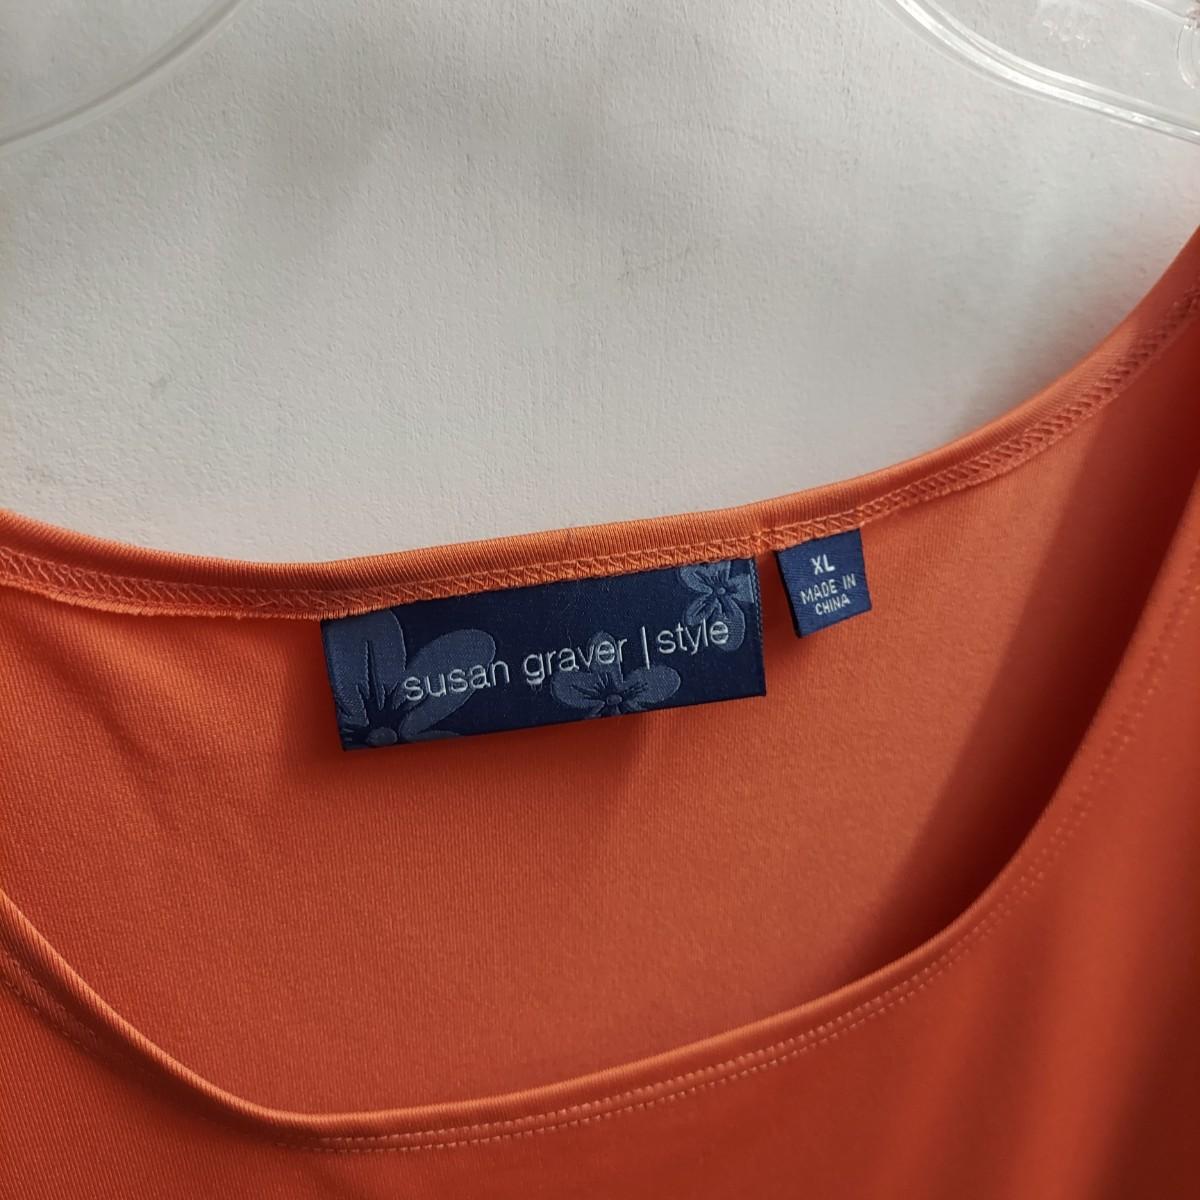 susan graver | style
XL
MADE IN
CHINA